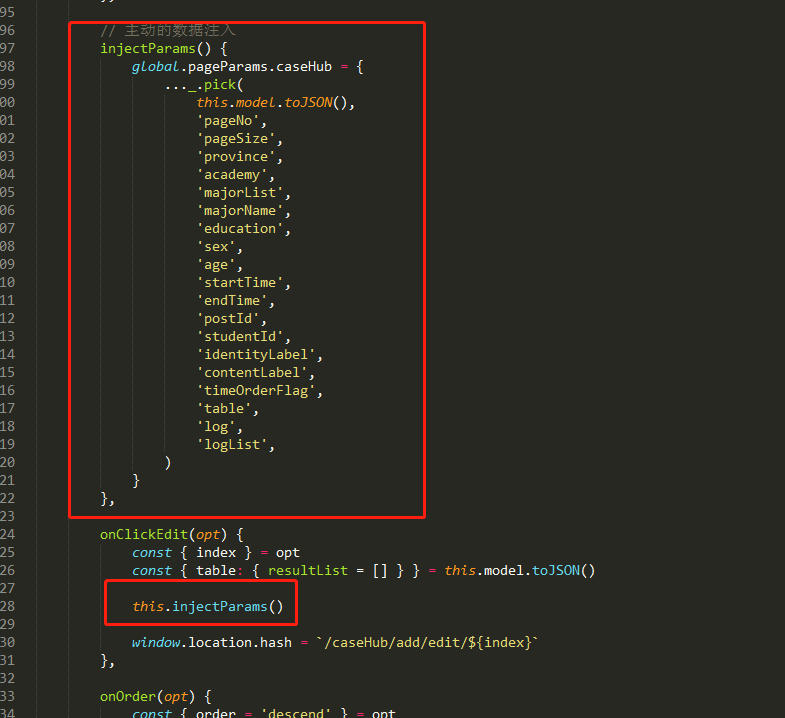 95
96 // 主动的数据注入
97 injectParams() {
98 global.pageParams.caseHub = {
99 ..._.pick(
00 this.model.toJSON(),
01 'pageNo',
02 'pageSize',
03 'province',
04 'academy',
05 'majorList',
06 'majorName',
07 'education',
08 'sex',
09 'age',
10 'startTime',
11 'endTime',
12 'postId',
13 'studentId',
14 'identityLabel',
15 'contentLabel',
16 'timeOrderFlag',
17 'table',
18 'log',
19 'logList',
20 )
21 }
22 },
23
24 onClickEdit(opt) {
25 const { index } = opt
26 const { table: { resultList = [] } } = this.model.toJSON()
27
28 this.injectParams()
29
30 window.location.hash = `/caseHub/add/edit/${index}`
31 },
32
33 onOrder(opt) {
34 const { order = 'descend' } = opt